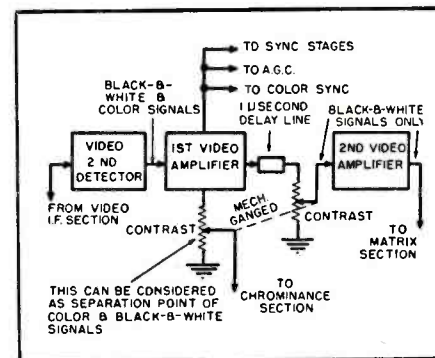 TO SYNC STAGES
TO A.G.C.
TO COLOR SYNC
BLACK-&-
WHITE &
COLOR SIGNALS
1 µSECOND
DELAY LINE
BLACK-&-WHITE
SIGNALS ONLY
VIDEO
2 ND
DETECTOR
1ST VIDEO
AMPLIFIER
2ND VIDEO
AMPLIFIER
FROM VIDEO
I.F. SECTION
CONTRAST
MECH.
GANGED
CONTRAST
TO
MATRIX
SECTION
THIS CAN BE CONSIDERED
AS SEPARATION POINT OF
COLOR & BLACK-&-WHITE
SIGNALS
TO
CHROMINANCE
SECTION